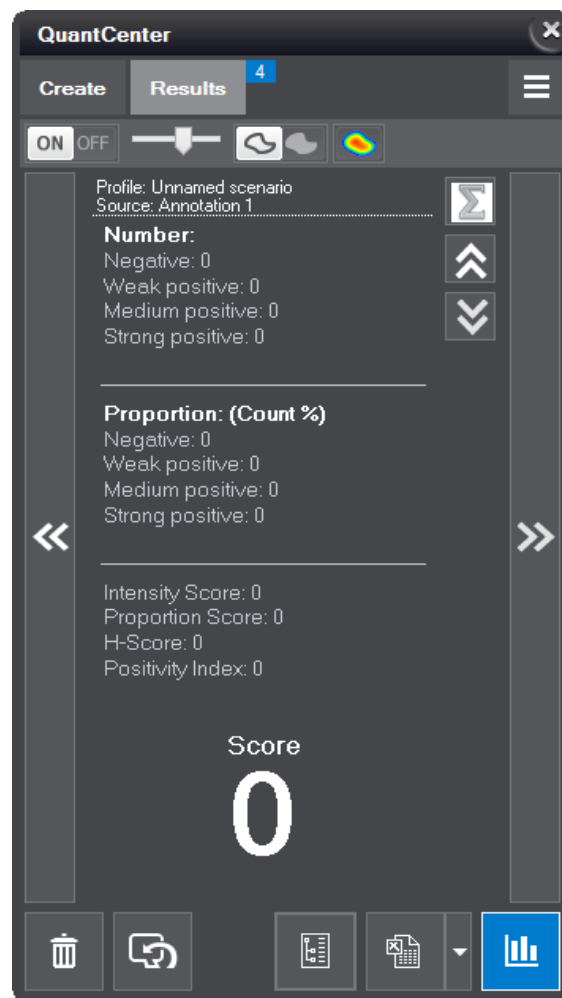 QuantCenter
Create Results 4
ON OFF
Profile: Unnamed scenario
Source: Annotation 1
Number:
Negative: 0
Weak positive: 0
Medium positive: 0
Strong positive: 0
Proportion: (Count %)
Negative: 0
Weak positive: 0
Medium positive: 0
Strong positive: 0
Intensity Score: 0
Proportion Score: 0
H-Score: 0
Positivity Index: 0
Score
0